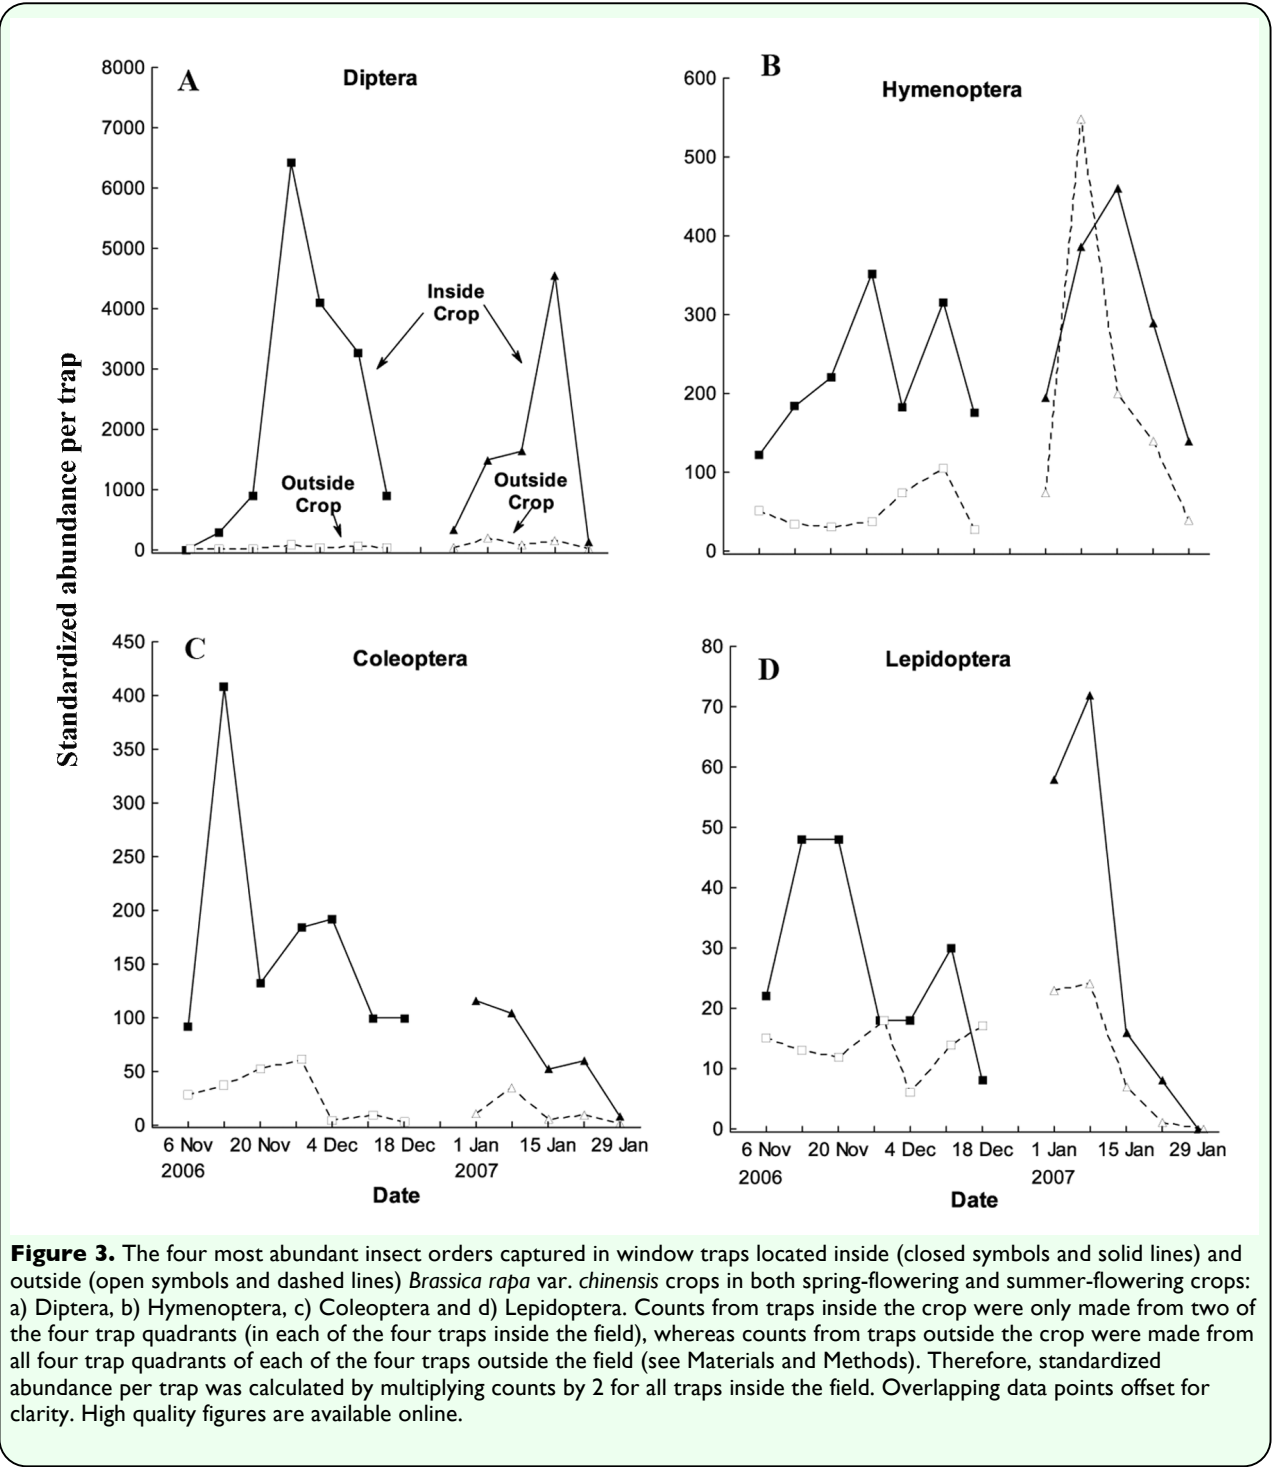 Standardized abundance per trap
A
Diptera
8000
7000
6000
5000
4000
3000
2000
1000
0
Inside
Crop
Outside
Crop
Outside
Crop
B
Hymenoptera
600
500
400
300
200
100
0
C
Coleoptera
450
400
350
300
250
200
150
100
50
0
6 Nov 20 Nov 4 Dec 18 Dec 1 Jan 15 Jan 29 Jan
2006 2007
Date
D
Lepidoptera
80
70
60
50
40
30
20
10
0
6 Nov 20 Nov 4 Dec 18 Dec 1 Jan 15 Jan 29 Jan
2006 2007
Date
Figure 3. The four most abundant insect orders captured in window traps located inside (closed symbols and solid lines) and
outside (open symbols and dashed lines) Brassica rapa var. chinensis crops in both spring-flowering and summer-flowering crops:
a) Diptera, b) Hymenoptera, c) Coleoptera and d) Lepidoptera. Counts from traps inside the crop were only made from two of
the four trap quadrants (in each of the four traps inside the field), whereas counts from traps outside the crop were made from
all four trap quadrants of each of the four traps outside the field (see Materials and Methods). Therefore, standardized
abundance per trap was calculated by multiplying counts by 2 for all traps inside the field. Overlapping data points offset for
clarity. High quality figures are available online.